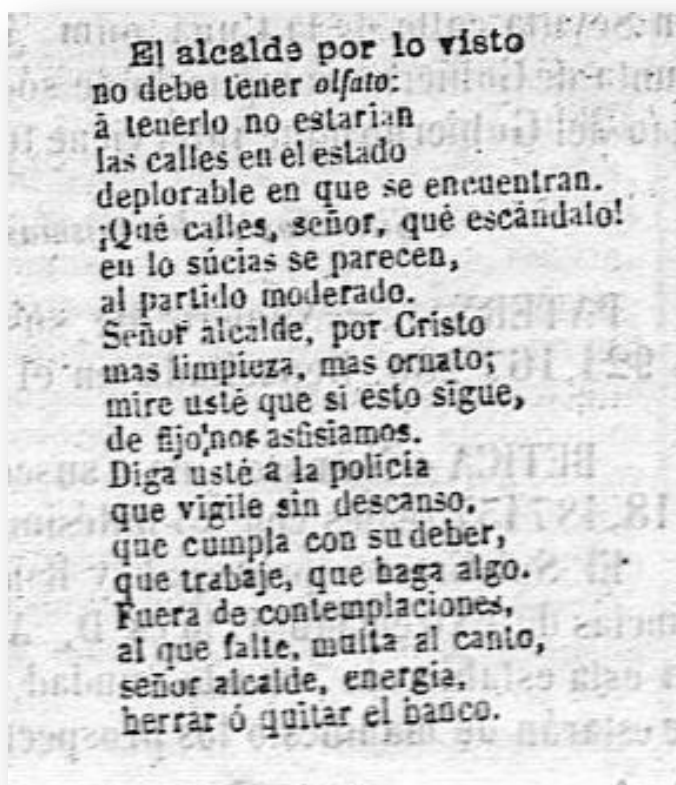 El alcalde por lo visto
no debe tener olfato:
á tenerlo no estarian
las calles en el estado
deplorable en que se encuentran.
¡Qué calles, señor, qué escándalo!
en lo súcias se parecen,
al partido moderado.
Señor alcalde, por Cristo
mas limpieza, mas ornato;
mire usté que si esto sigue,
de fijo nos asfisiamos.
Diga usté a la policía
que vigile sin descanso,
que cumpla con su deber,
que trabaje, que haga algo.
Fuera de contemplaciones,
al que falte, multa al canto,
señor alcalde, energia,
herrar ó quitar el banco.